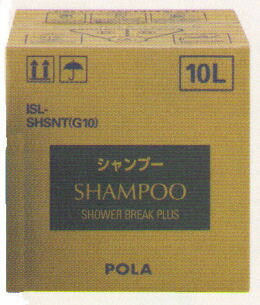 10L
ISL-
SHSNT(G10)
シャンプー
SHAMPOO
SHOWER BREAK PLUS
POLA